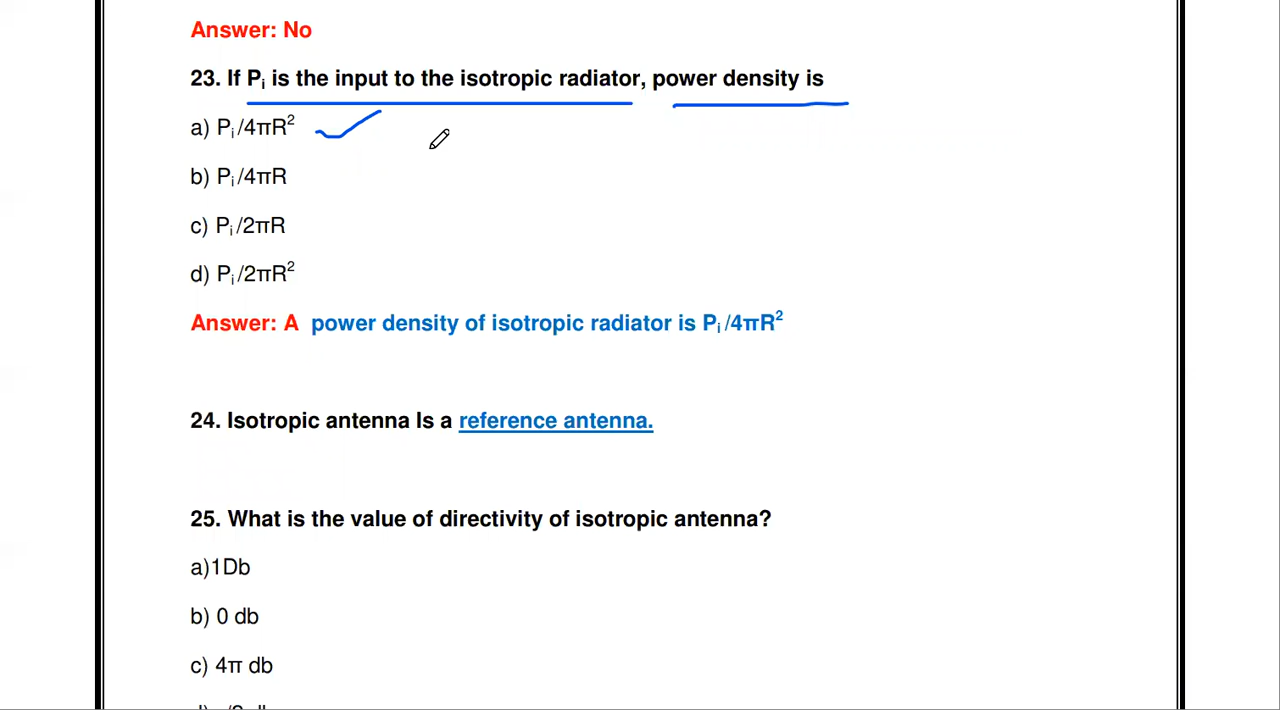 Answer: No
23. If Pi is the input to the isotropic radiator, power density is
a) Pi/4πR²
b) Pi/4πR
c) Pi/2πR
d) Pi/2πR²
Answer: A power density of isotropic radiator is Pi/4πR²
24. Isotropic antenna Is a reference antenna.
25. What is the value of directivity of isotropic antenna?
a)1Db
b) 0 db
c) 4π db